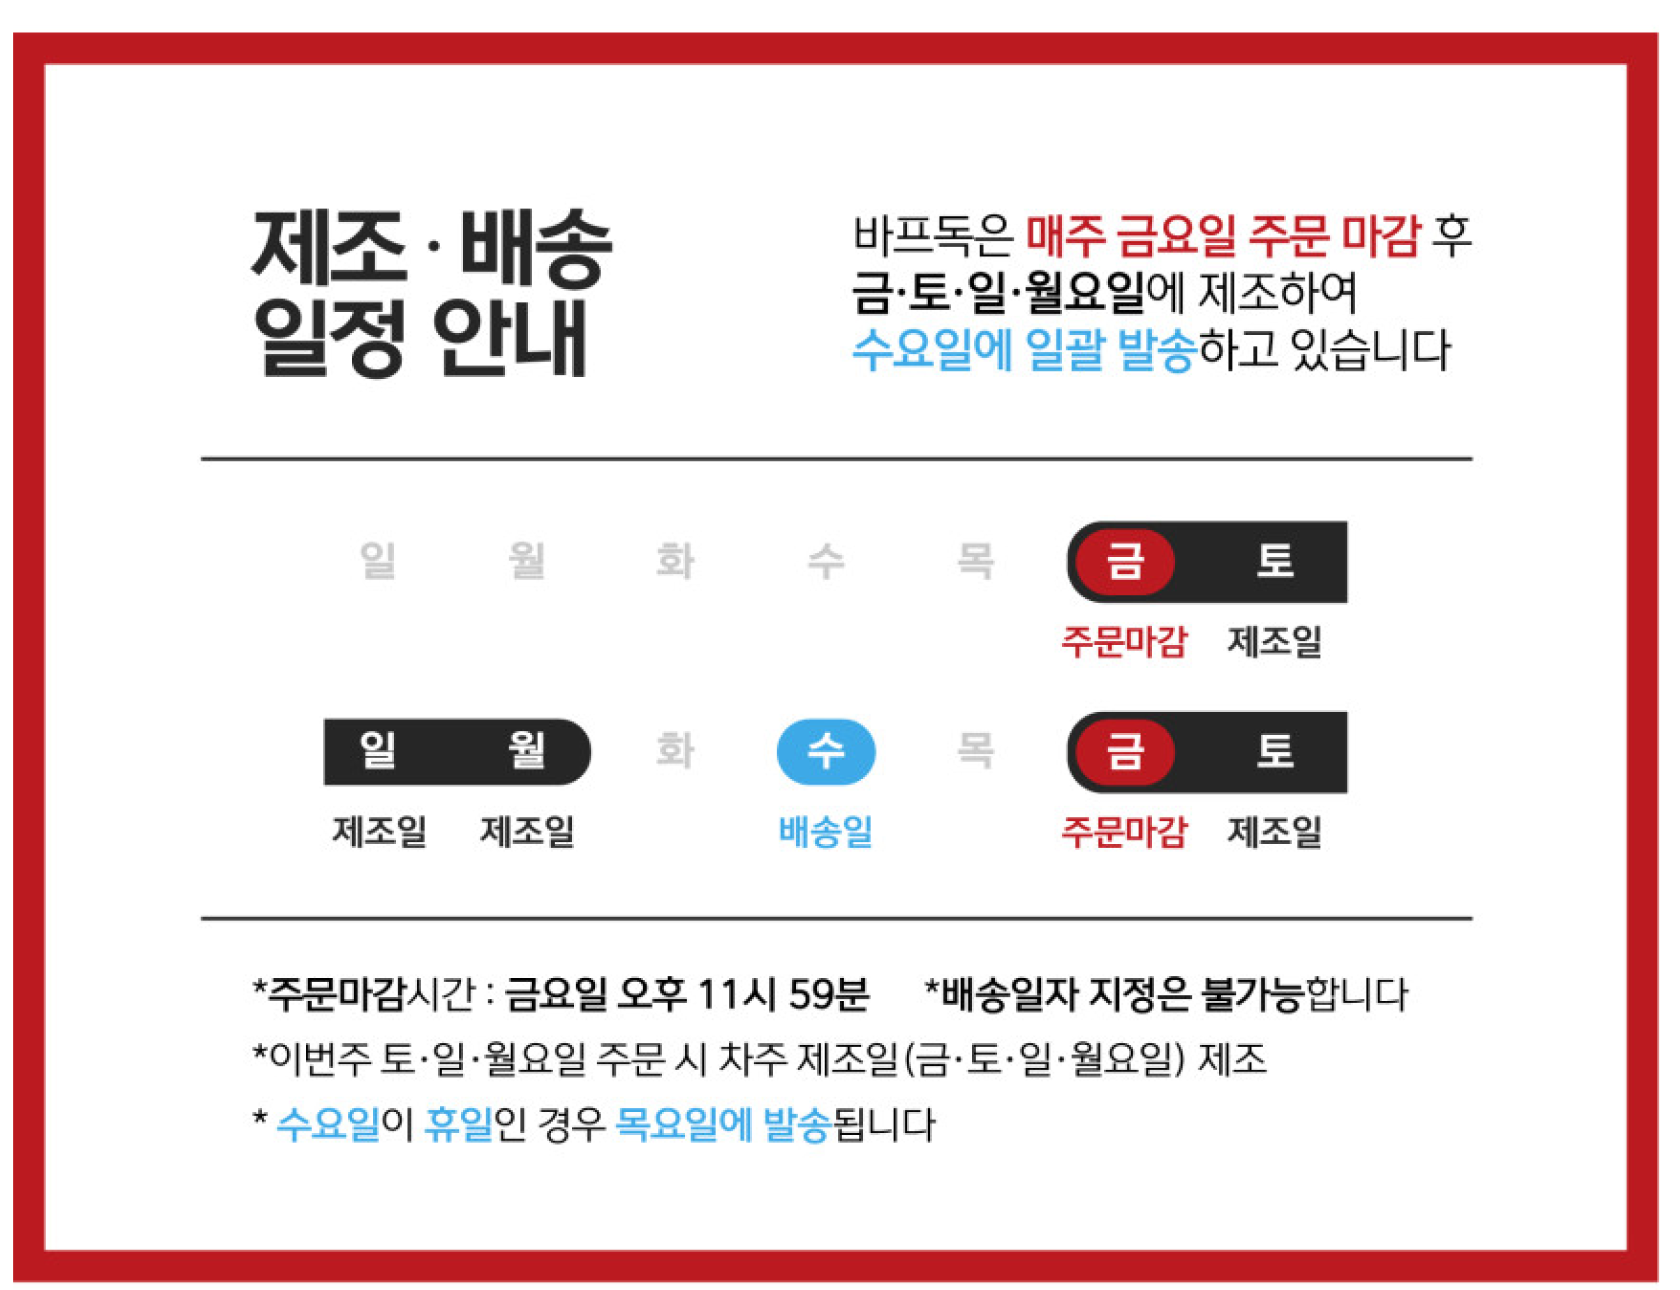 제조·배송
일정 안내
바프독은 매주 금요일 주문 마감 후
금·토·일·월요일에 제조하여
수요일에 일괄 발송하고 있습니다
일 월 화 수 목 금 토
주문마감 제조일
일 월 화 수 목 금 토
제조일 제조일 배송일 주문마감 제조일
*주문마감시간 : 금요일 오후 11시 59분 *배송일자 지정은 불가능합니다
*이번주 토·일·월요일 주문 시 차주 제조일(금·토·일·월요일) 제조
* 수요일이 휴일인 경우 목요일에 발송됩니다